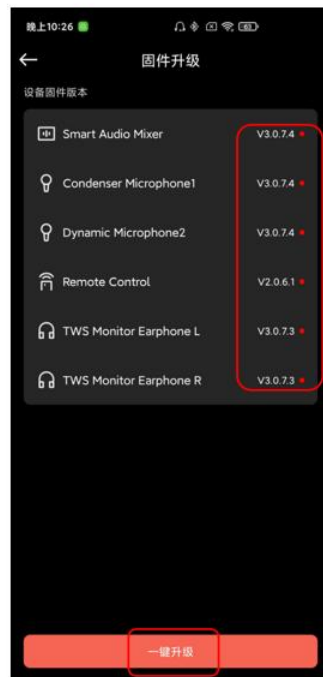 晚上10:26 63
固件升级
设备固件版本
Smart Audio Mixer V3.0.7.4
Condenser Microphone1 V3.0.7.4
Dynamic Microphone2 V3.0.7.4
Remote Control V2.0.6.1
TWS Monitor Earphone L V3.0.7.3
TWS Monitor Earphone R V3.0.7.3
一键升级